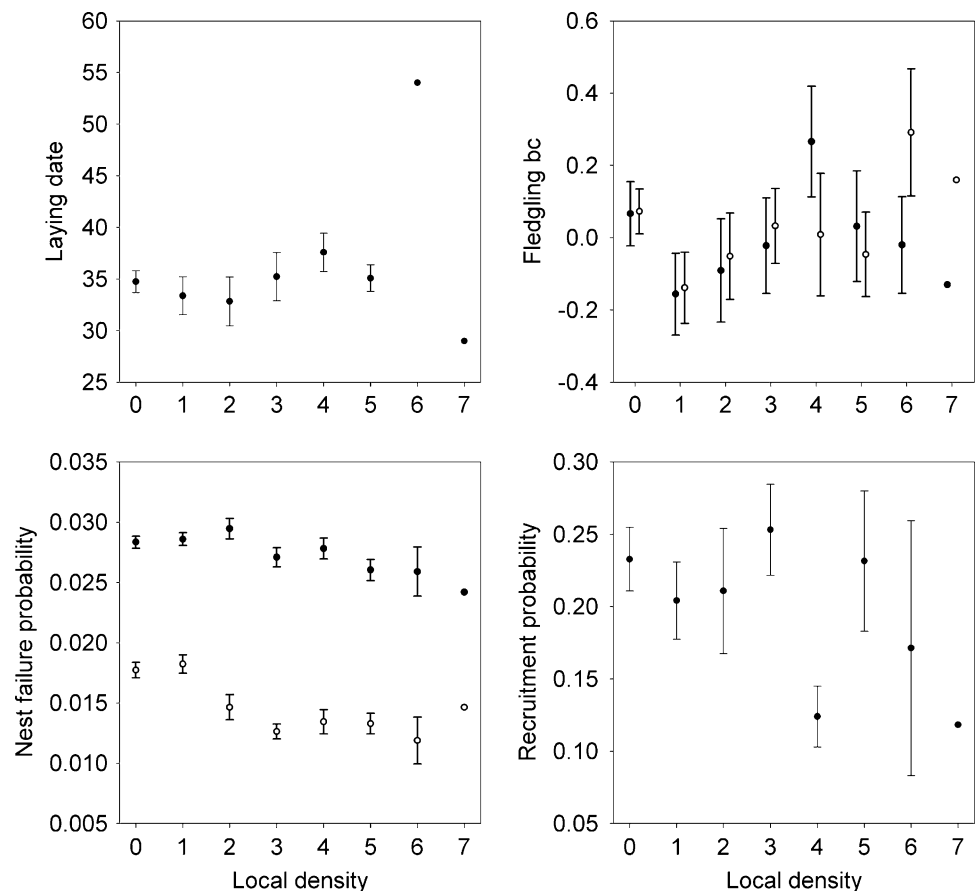 60
55
50
45
40
35
30
25
Laying date
0 1 2 3 4 5 6 7
0.6
0.4
0.2
0.0
-0.2
-0.4
Fledgling bc
0 1 2 3 4 5 6 7
0.035
0.030
0.025
0.020
0.015
0.010
0.005
Nest failure probability
0 1 2 3 4 5 6 7
Local density
0.30
0.25
0.20
0.15
0.10
0.05
Recruitment probability
0 1 2 3 4 5 6 7
Local density